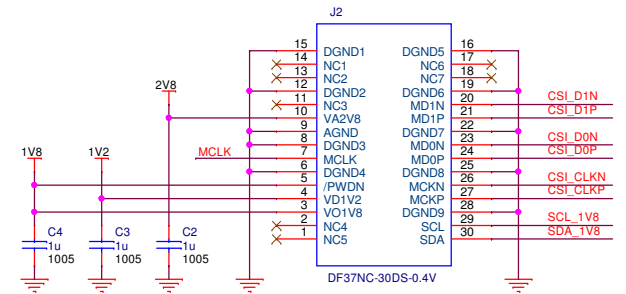 J2
15 DGND1 DGND5 16
14 NC1 NC6 17
13 NC2 NC7 18
12 DGND2 DGND6 19
2V8
11 NC3 MD1N 20 CSI_D1N
10 VA2V8 MD1P 21 CSI_D1P
9 AGND DGND7 22
8 DGND3 MD0N 23 CSI_D0N
1V8 1V2 MCLK 7 MCLK MD0P 24 CSI_D0P
6 DGND4 DGND8 25
5 /PWDN MCKN 26 CSI_CLKN
4 VD1V2 MCKP 27 CSI_CLKP
3 VO1V8 DGND9 28
2 NC4 SCL 29 SCL_1V8
1 NC5 SDA 30 SDA_1V8
C4 C3 C2
1u 1u 1u
1005 1005 1005
DF37NC-30DS-0.4V